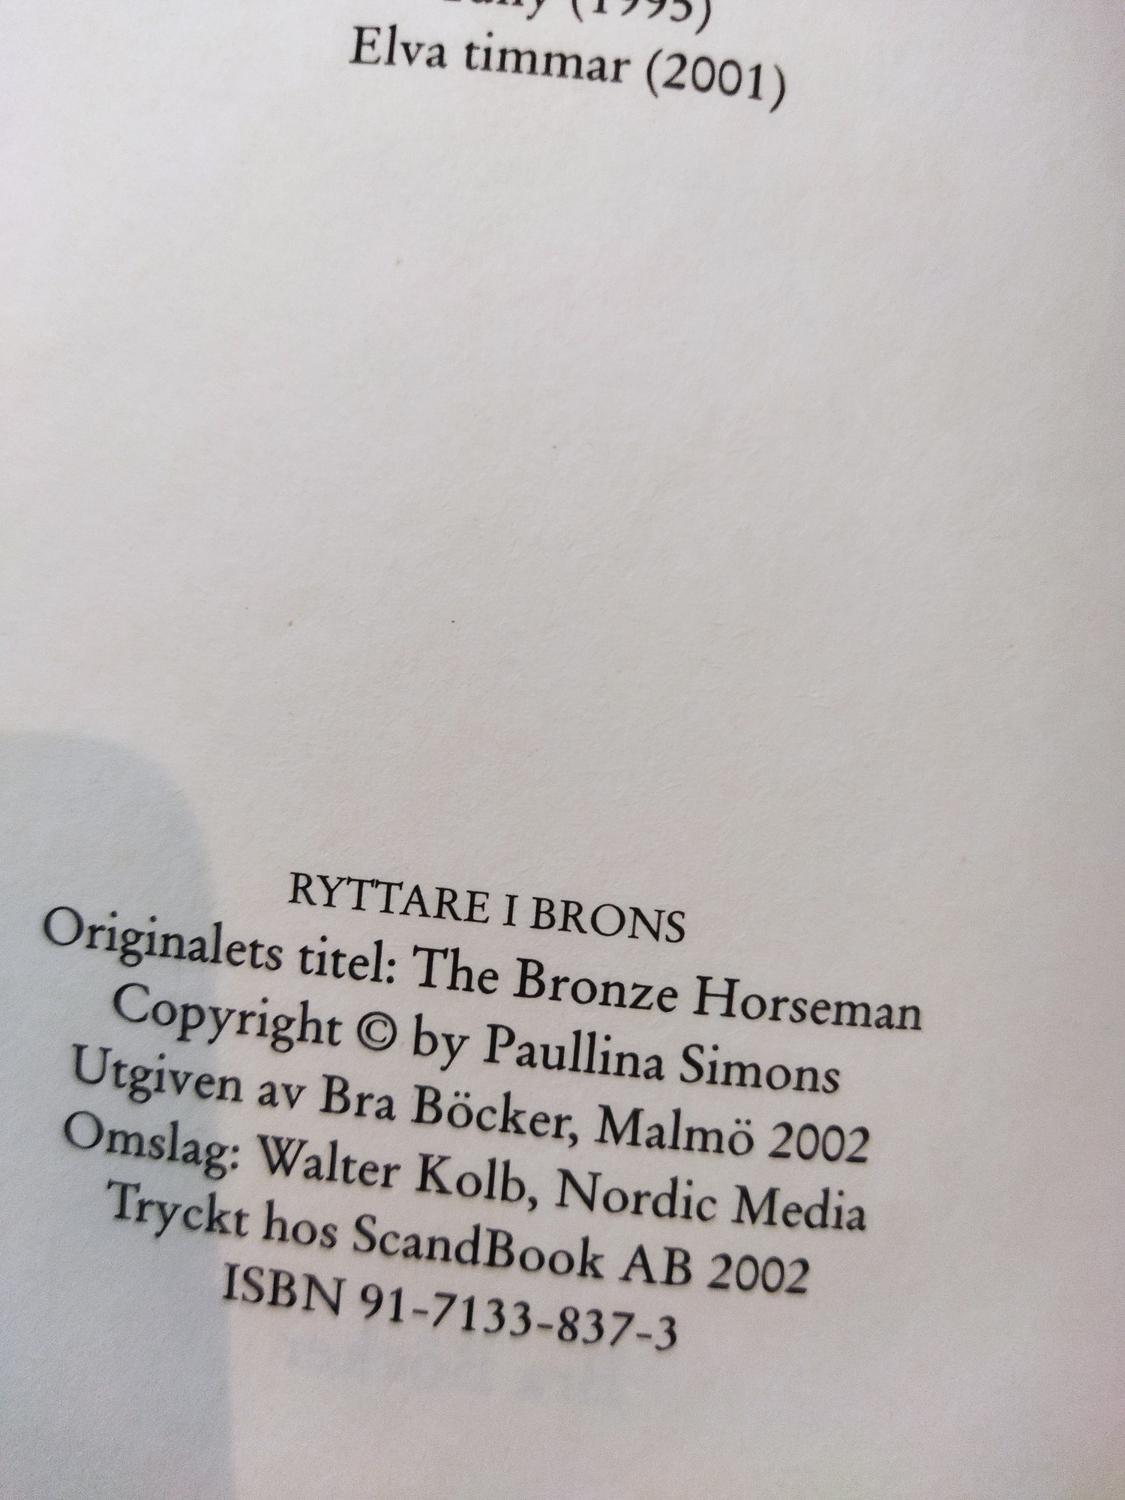 (1995)
Elva timmar (2001)
RYTTARE I BRONS
Originalets titel: The Bronze Horseman
Copyright © by Paullina Simons
Utgiven av Bra Böcker, Malmö 2002
Omslag: Walter Kolb, Nordic Media
Tryckt hos ScandBook AB 2002
ISBN 91-7133-837-3